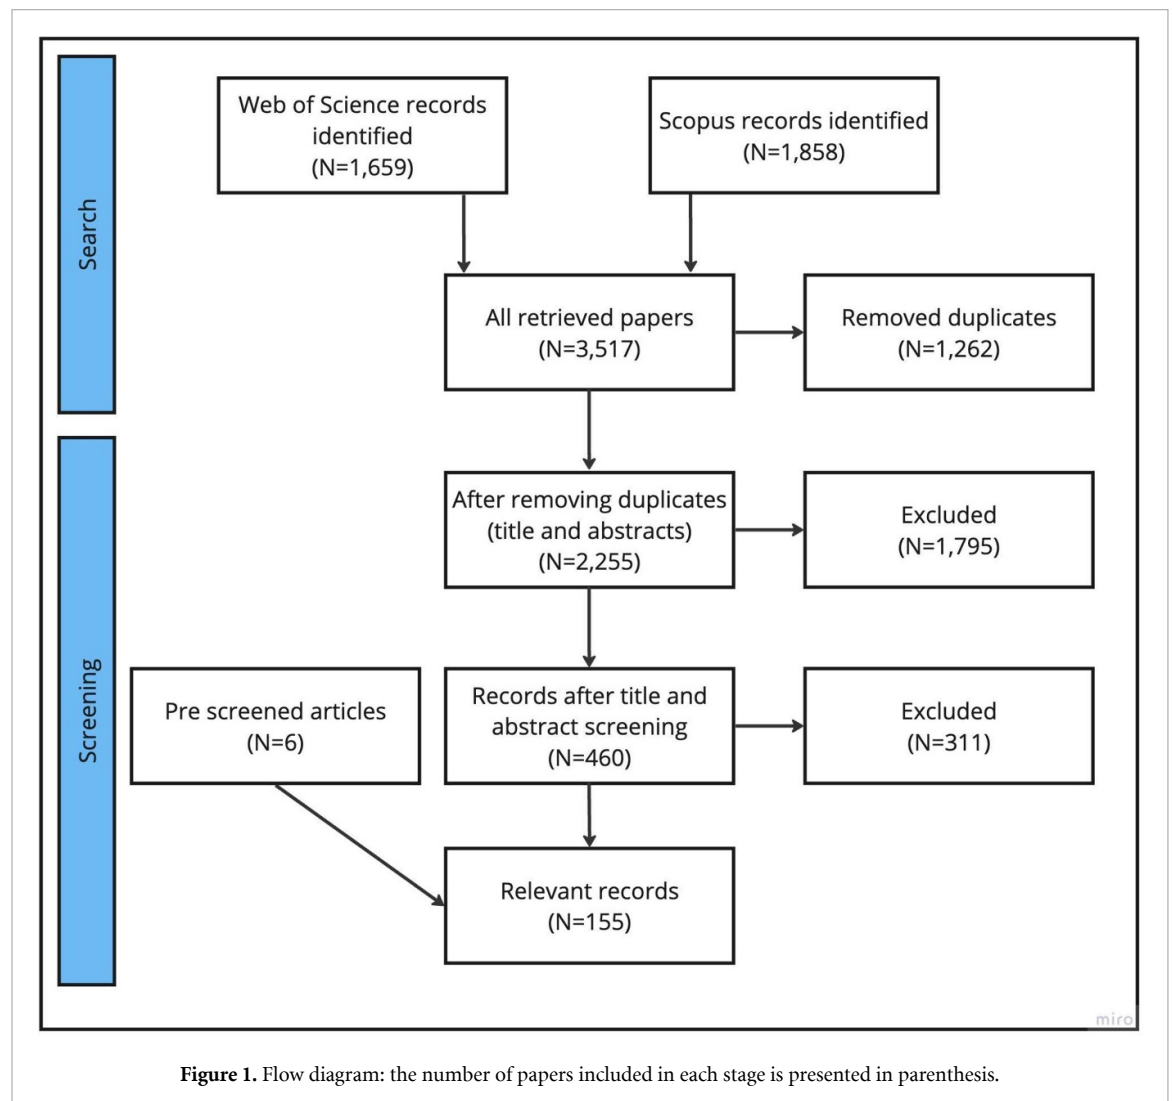 Search
Web of Science records
identified
(N=1,659)
Scopus records identified
(N=1,858)
All retrieved papers
(N=3,517)
Removed duplicates
(N=1,262)
Screening
After removing duplicates
(title and abstracts)
(N=2,255)
Excluded
(N=1,795)
Pre screened articles
(N=6)
Records after title and
abstract screening
(N=460)
Excluded
(N=311)
Relevant records
(N=155)
miro
Figure 1. Flow diagram: the number of papers included in each stage is presented in parenthesis.